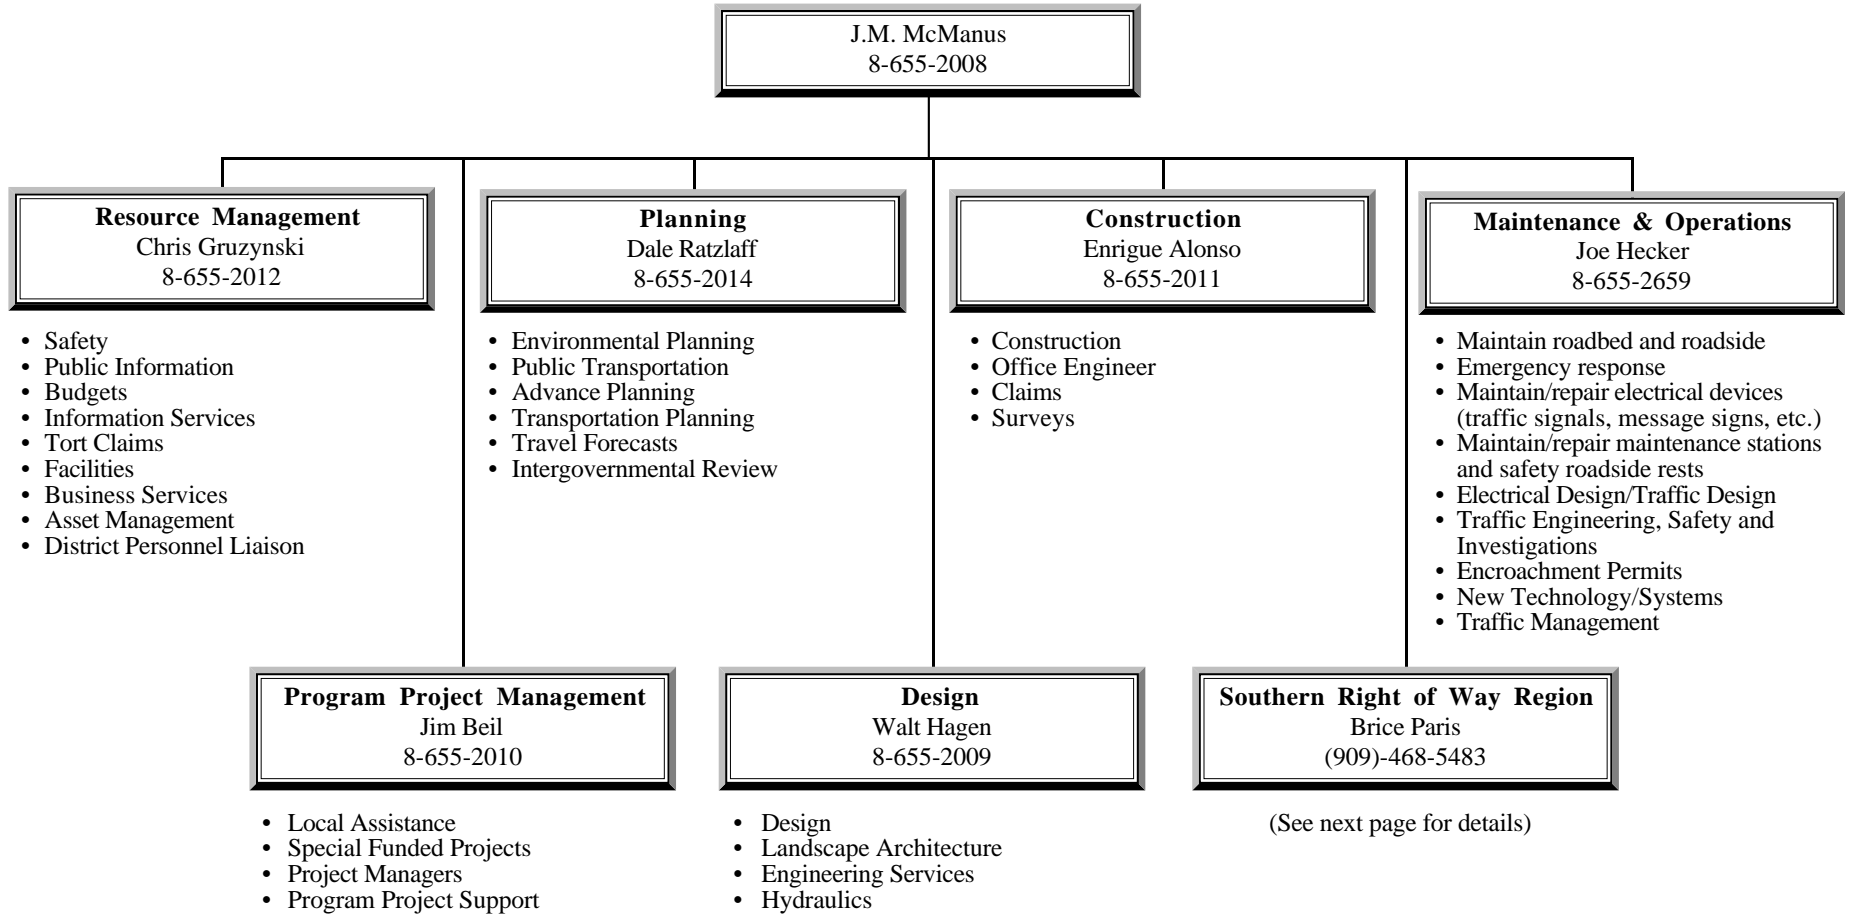 J.M. McManus
8-655-2008
Resource Management
Chris Gruzynski
8-655-2012
• Safety
• Public Information
• Budgets
• Information Services
• Tort Claims
• Facilities
• Business Services
• Asset Management
• District Personnel Liaison
Planning
Dale Ratzlaff
8-655-2014
• Environmental Planning
• Public Transportation
• Advance Planning
• Transportation Planning
• Travel Forecasts
• Intergovernmental Review
Construction
Enrigue Alonso
8-655-2011
• Construction
• Office Engineer
• Claims
• Surveys
Maintenance & Operations
Joe Hecker
8-655-2659
• Maintain roadbed and roadside
• Emergency response
• Maintain/repair electrical devices
(traffic signals, message signs, etc.)
• Maintain/repair maintenance stations
and safety roadside rests
• Electrical Design/Traffic Design
• Traffic Engineering, Safety and
Investigations
• Encroachment Permits
• New Technology/Systems
• Traffic Management
Program Project Management
Jim Beil
8-655-2010
• Local Assistance
• Special Funded Projects
• Project Managers
• Program Project Support
Design
Walt Hagen
8-655-2009
• Design
• Landscape Architecture
• Engineering Services
• Hydraulics
Southern Right of Way Region
Brice Paris
(909)-468-5483
(See next page for details)